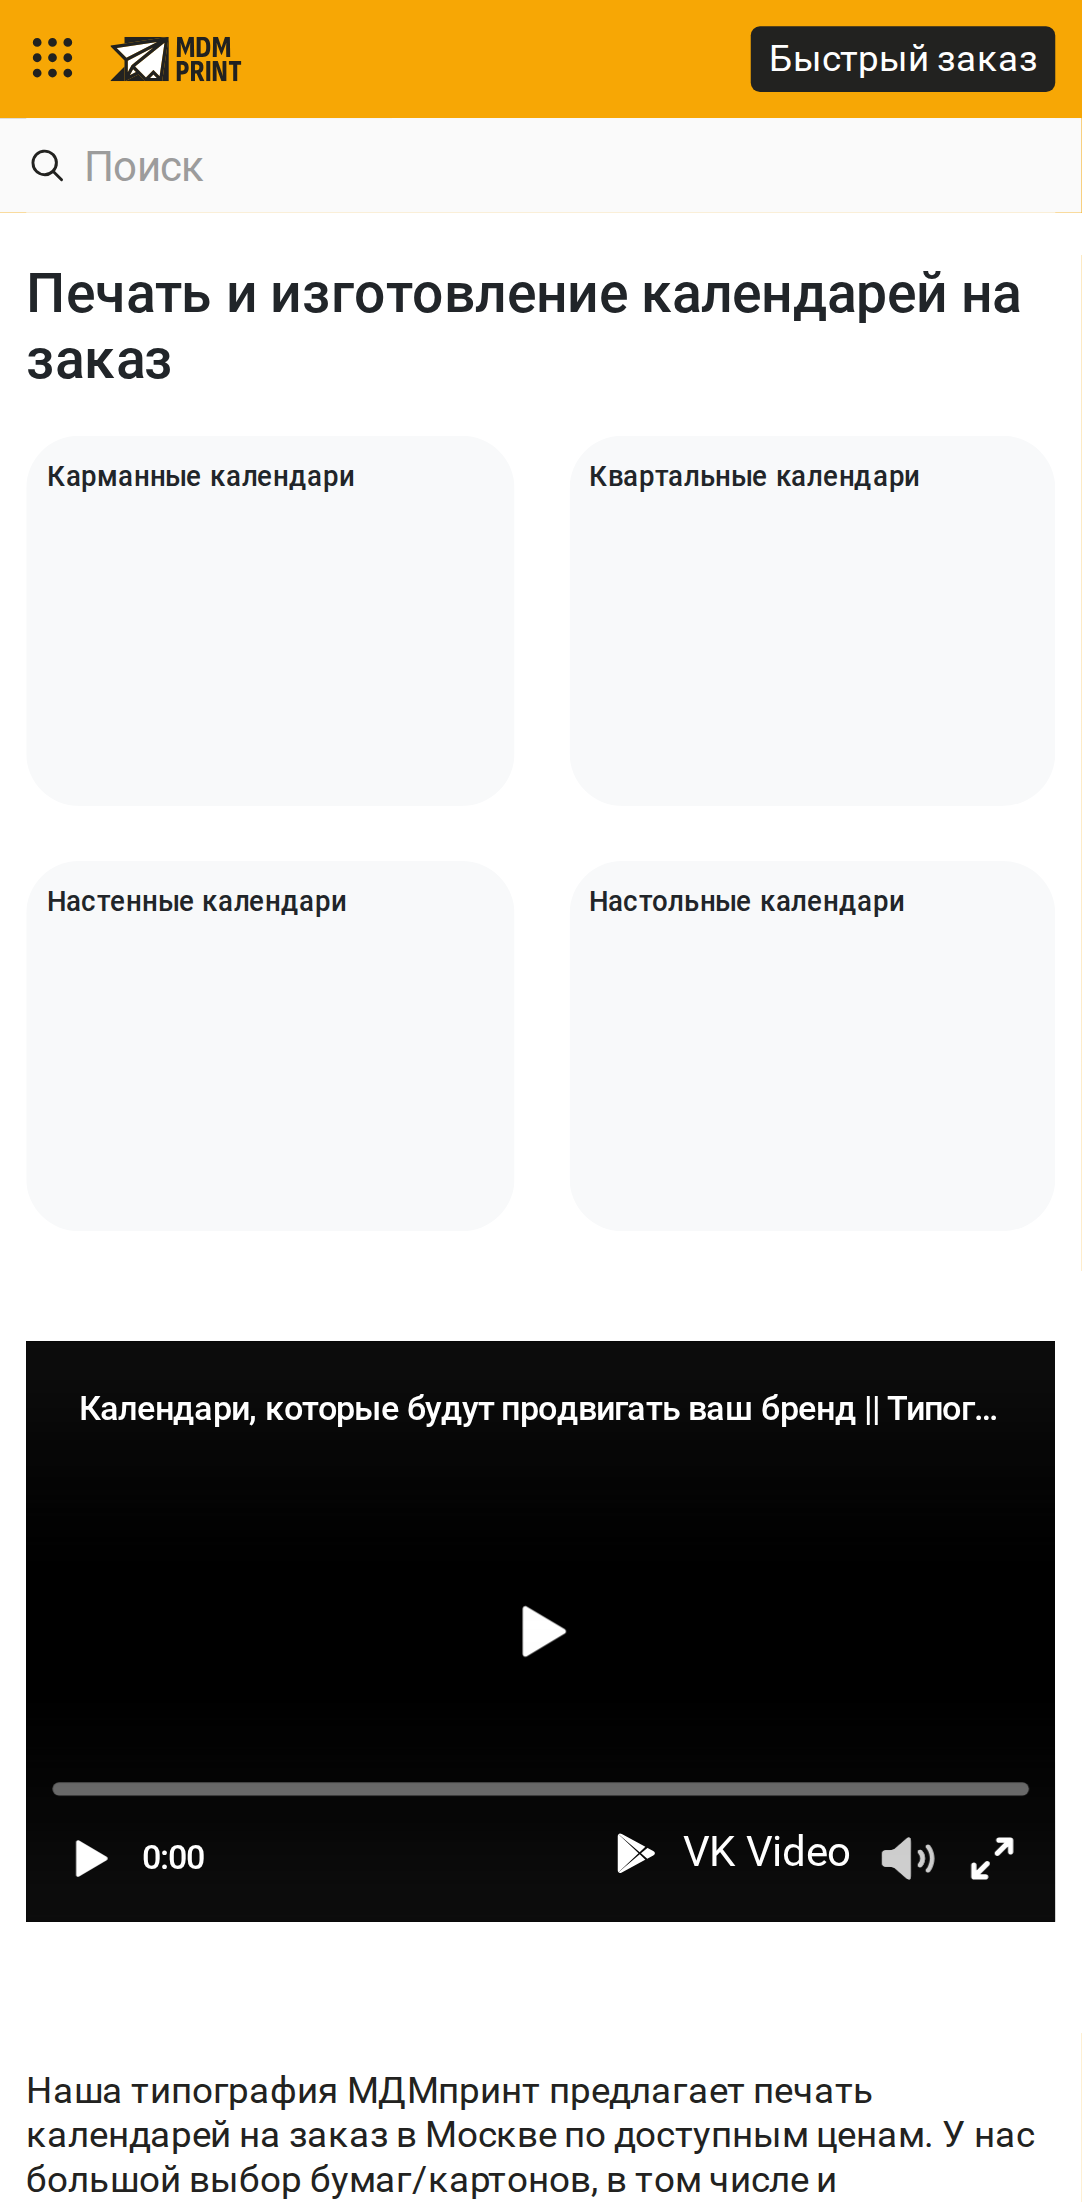 MDM
PRINT
Быстрый заказ
Поиск
Печать и изготовление календарей на
заказ
Карманные календари
Квартальные календари
Настенные календари
Настольные календари
Календари, которые будут продвигать ваш бренд || Типог...
0:00
VK Video
Наша типография МДМпринт предлагает печать
календарей на заказ в Москве по доступным ценам. У нас
большой выбор бумаг/картонов, в том числе и